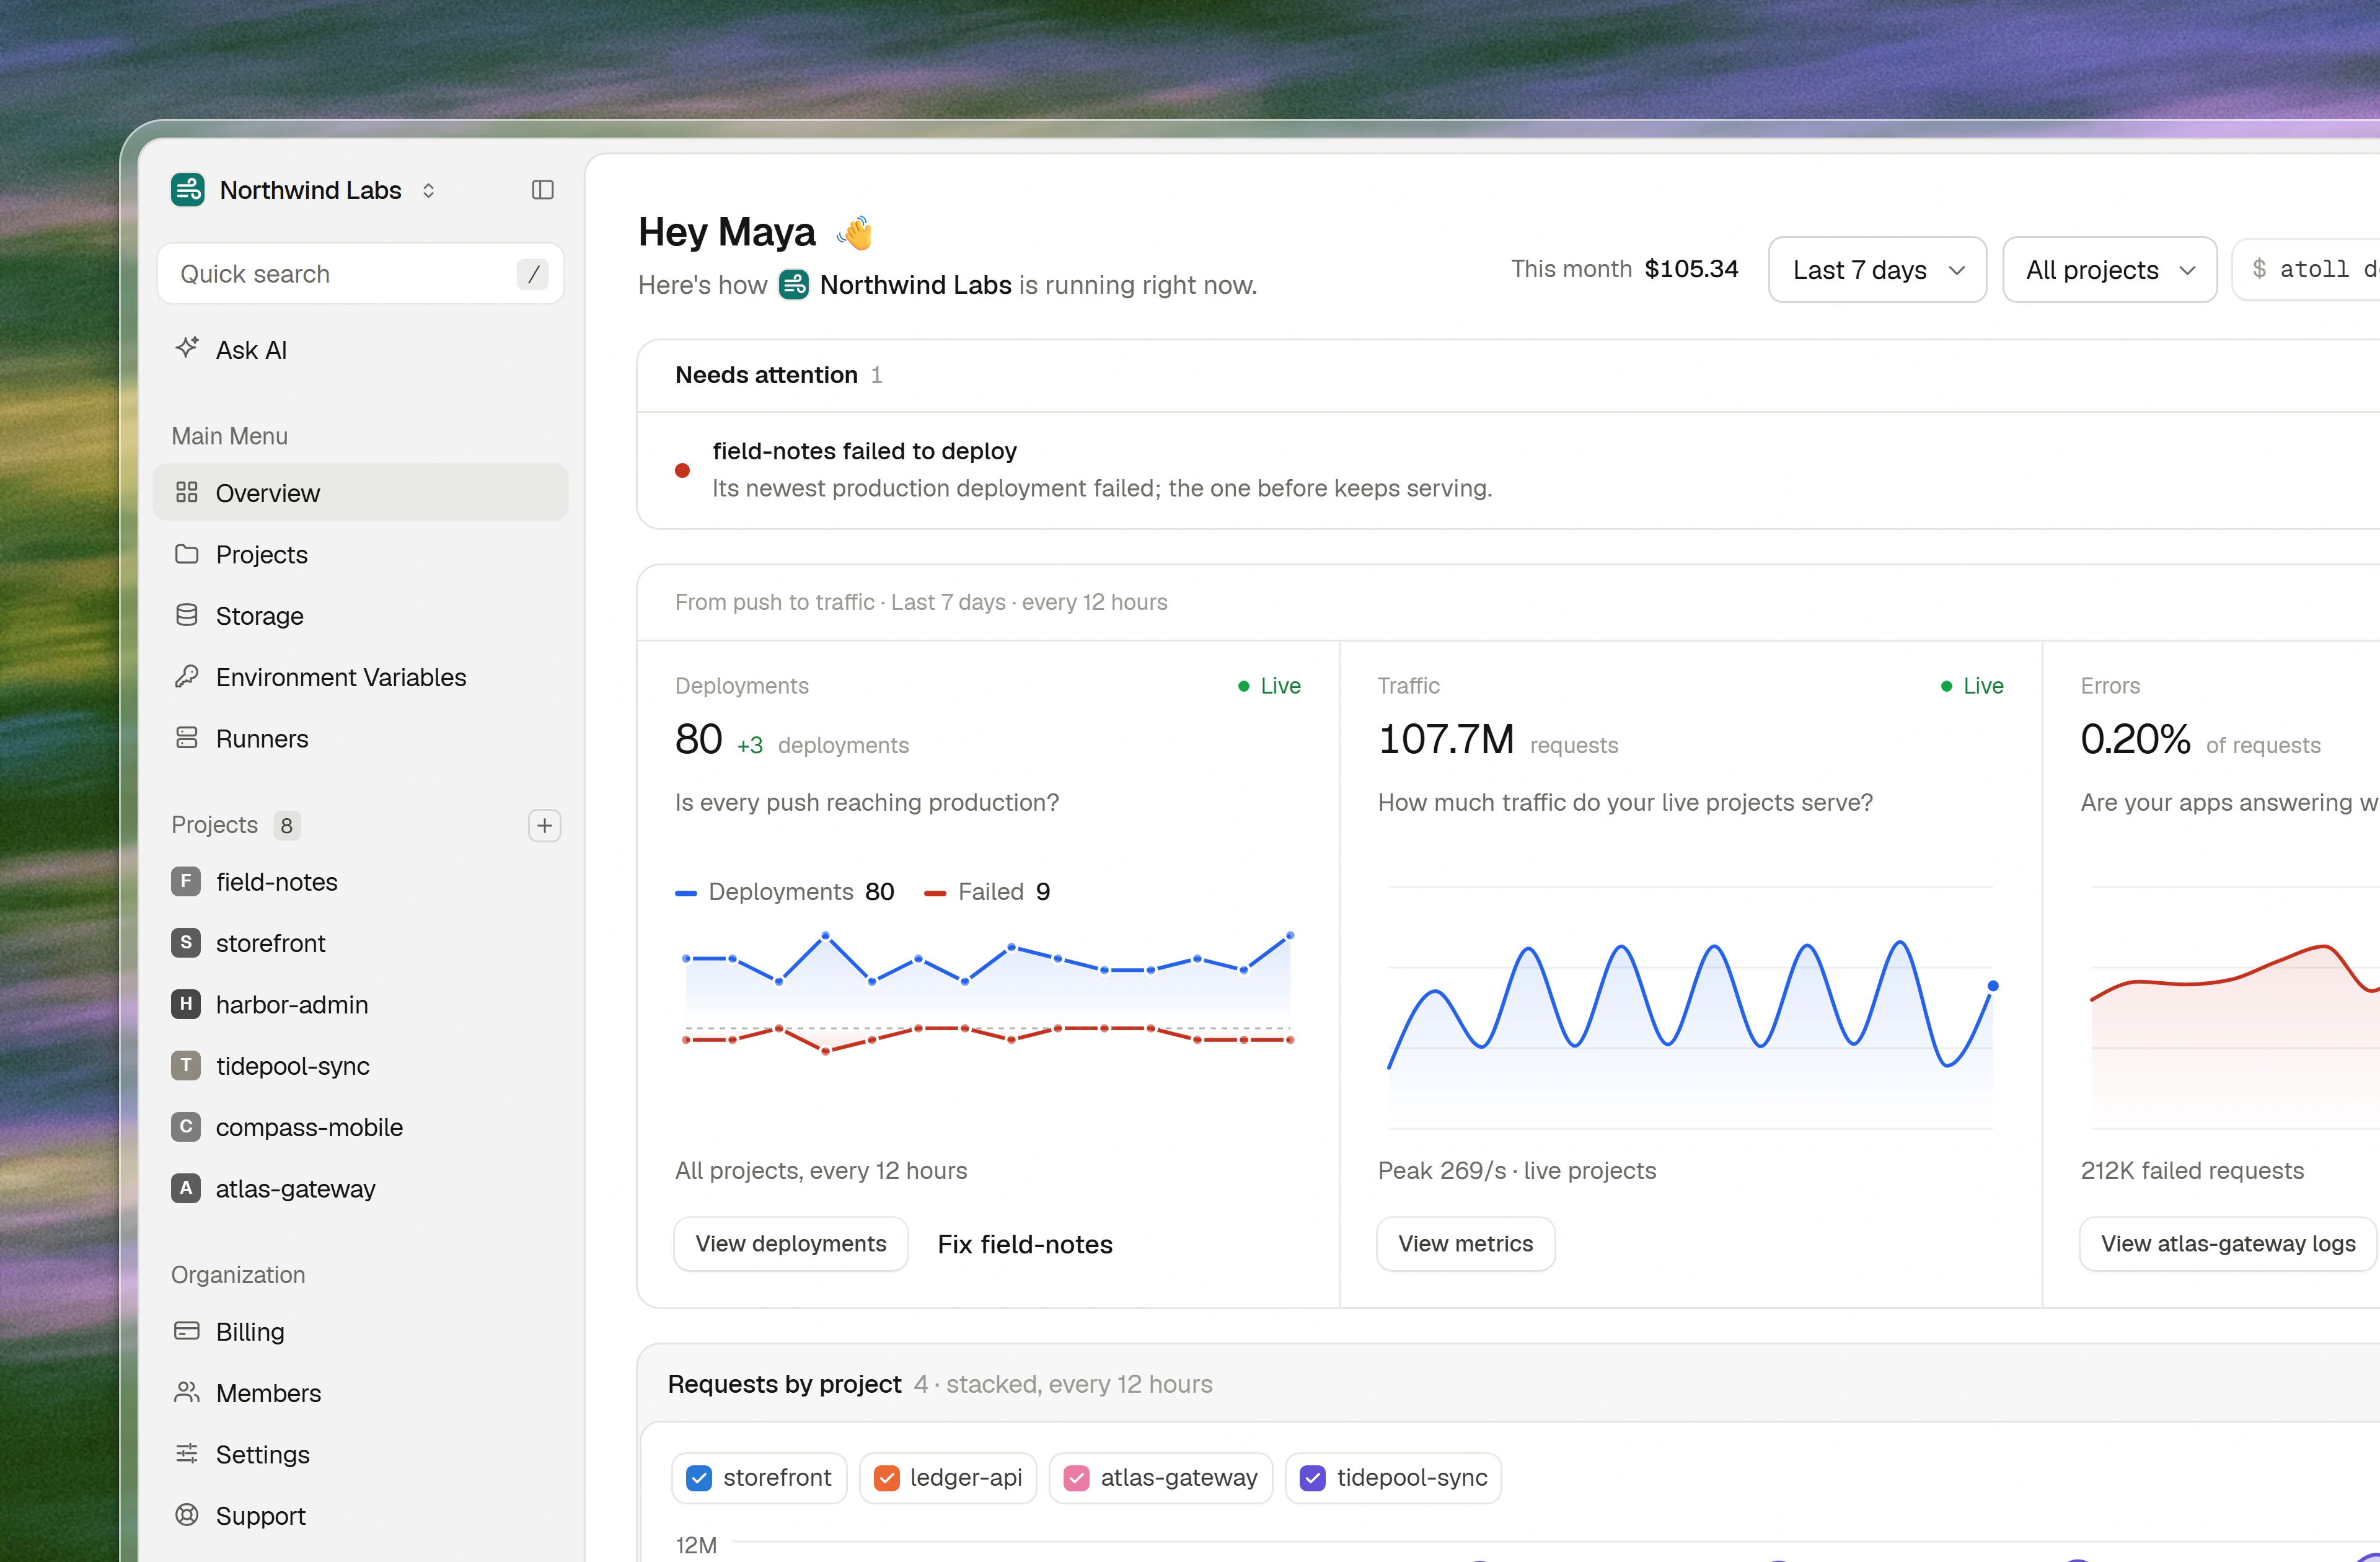 Northwind Labs
Quick search /
Ask AI
Main Menu
Overview
Projects
Storage
Environment Variables
Runners
Projects 8
F field-notes
S storefront
H harbor-admin
T tidepool-sync
C compass-mobile
A atlas-gateway
Organization
Billing
Members
Settings
Support
Hey Maya 👋
Here's how Northwind Labs is running right now.
This month $105.34
Last 7 days
All projects
$ atoll d
Needs attention 1
field-notes failed to deploy
Its newest production deployment failed; the one before keeps serving.
From push to traffic · Last 7 days · every 12 hours
Deployments
Live
80 +3 deployments
Is every push reaching production?
Deployments 80 Failed 9
All projects, every 12 hours
View deployments
Fix field-notes
Traffic
Live
107.7M requests
How much traffic do your live projects serve?
Peak 269/s · live projects
View metrics
Errors
0.20% of requests
Are your apps answering w
212K failed requests
View atlas-gateway logs
Requests by project 4 · stacked, every 12 hours
storefront
ledger-api
atlas-gateway
tidepool-sync
12M